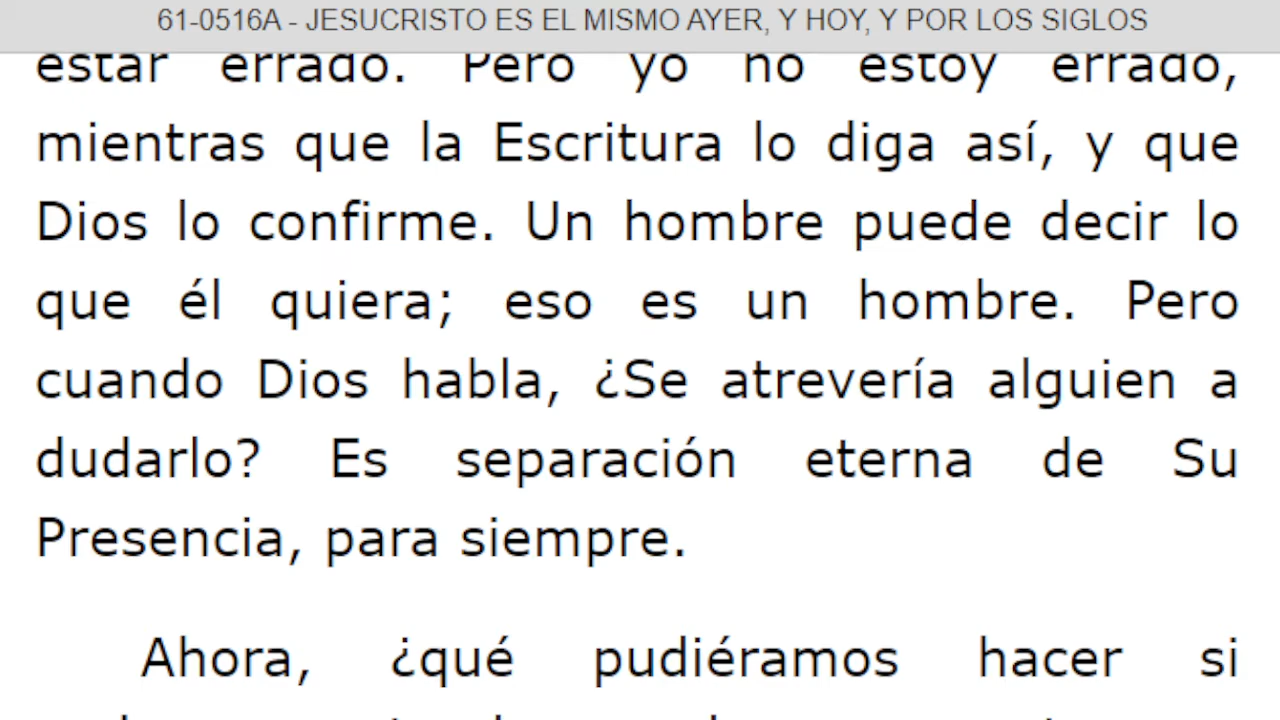 61-0516A - JESUCRISTO ES EL MISMO AYER, Y HOY, Y POR LOS SIGLOS
estar errado. Pero yo no estoy errado,
mientras que la Escritura lo diga así, y que
Dios lo confirme. Un hombre puede decir lo
que él quiera; eso es un hombre. Pero
cuando Dios habla, ¿Se atrevería alguien a
dudarlo? Es separación eterna de Su
Presencia, para siempre.
Ahora, ¿qué pudiéramos hacer si